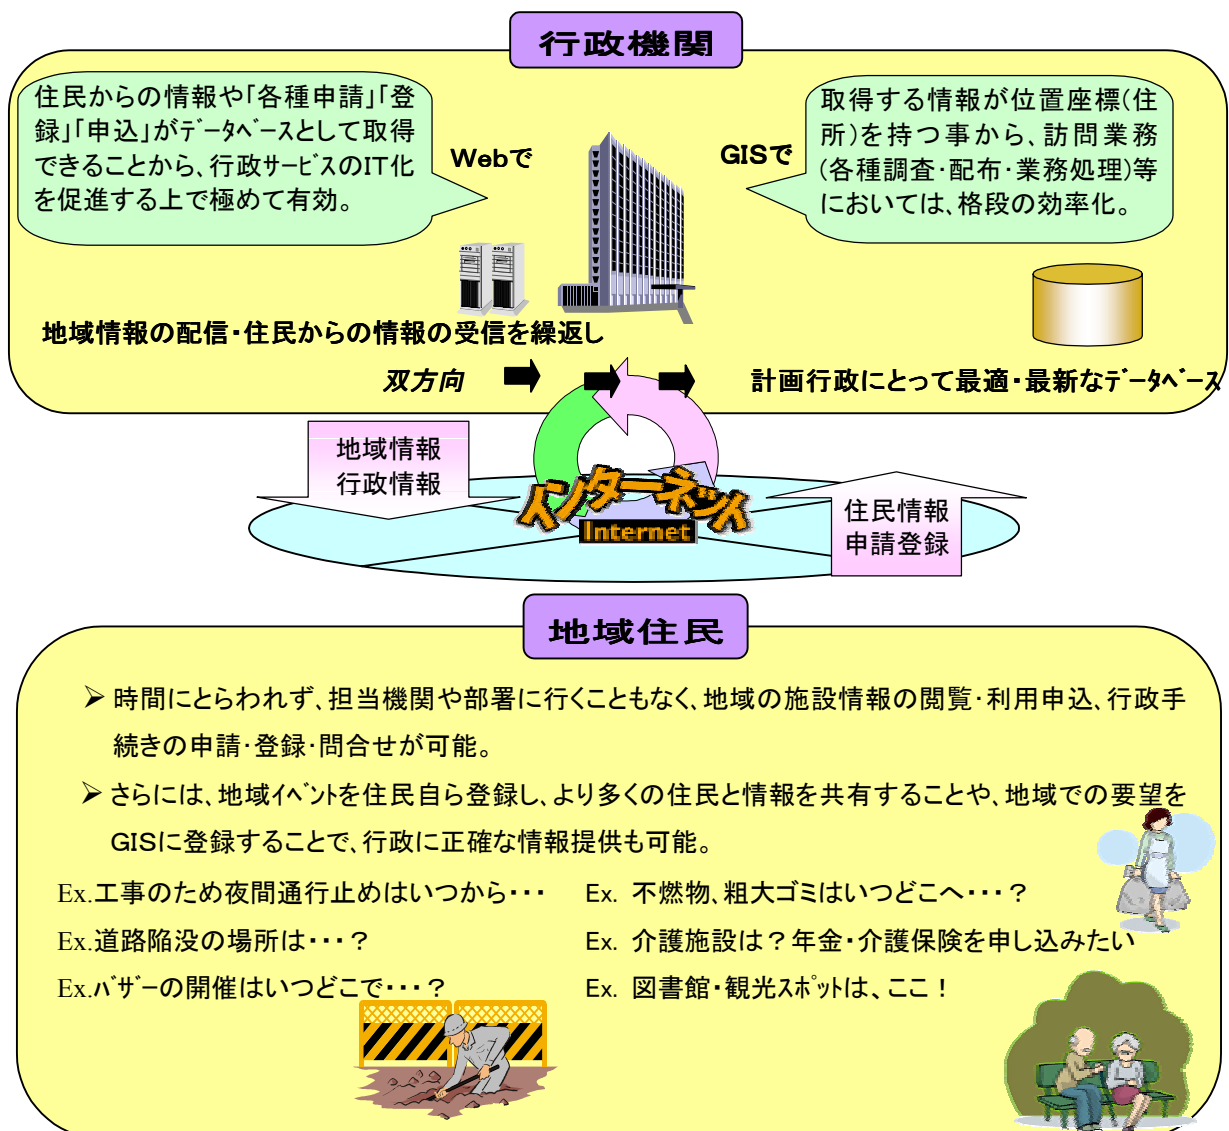 行政機関
住民からの情報や「各種申請」「登
録」「申込」がﾃﾞｰﾀﾍﾞｰｽとして取得
できることから、行政ｻｰﾋﾞｽのIT化
を促進する上で極めて有効。
Webで
GISで
取得する情報が位置座標(住
所)を持つ事から、訪問業務
(各種調査･配布･業務処理)等
においては、格段の効率化。
地域情報の配信・住民からの情報の受信を繰返し
双方向
計画行政にとって最適・最新なﾃﾞｰﾀﾍﾞｰｽ
地域情報
行政情報
インターネット
Internet
住民情報
申請登録
地域住民
➢ 時間にとらわれず、担当機関や部署に行くこともなく、地域の施設情報の閲覧･利用申込、行政手
続きの申請･登録･問合せが可能。
➢ さらには、地域ｲﾍﾞﾝﾄを住民自ら登録し、より多くの住民と情報を共有することや、地域での要望を
GISに登録することで、行政に正確な情報提供も可能。
Ex.工事のため夜間通行止めはいつから・・・
Ex. 不燃物、粗大ゴミはいつどこへ・・・？
Ex.道路陥没の場所は・・・？
Ex. 介護施設は？年金・介護保険を申し込みたい
Ex.ﾊﾞｻﾞｰの開催はいつどこで・・・？
Ex. 図書館・観光ｽﾎﾟｯﾄは、ここ！